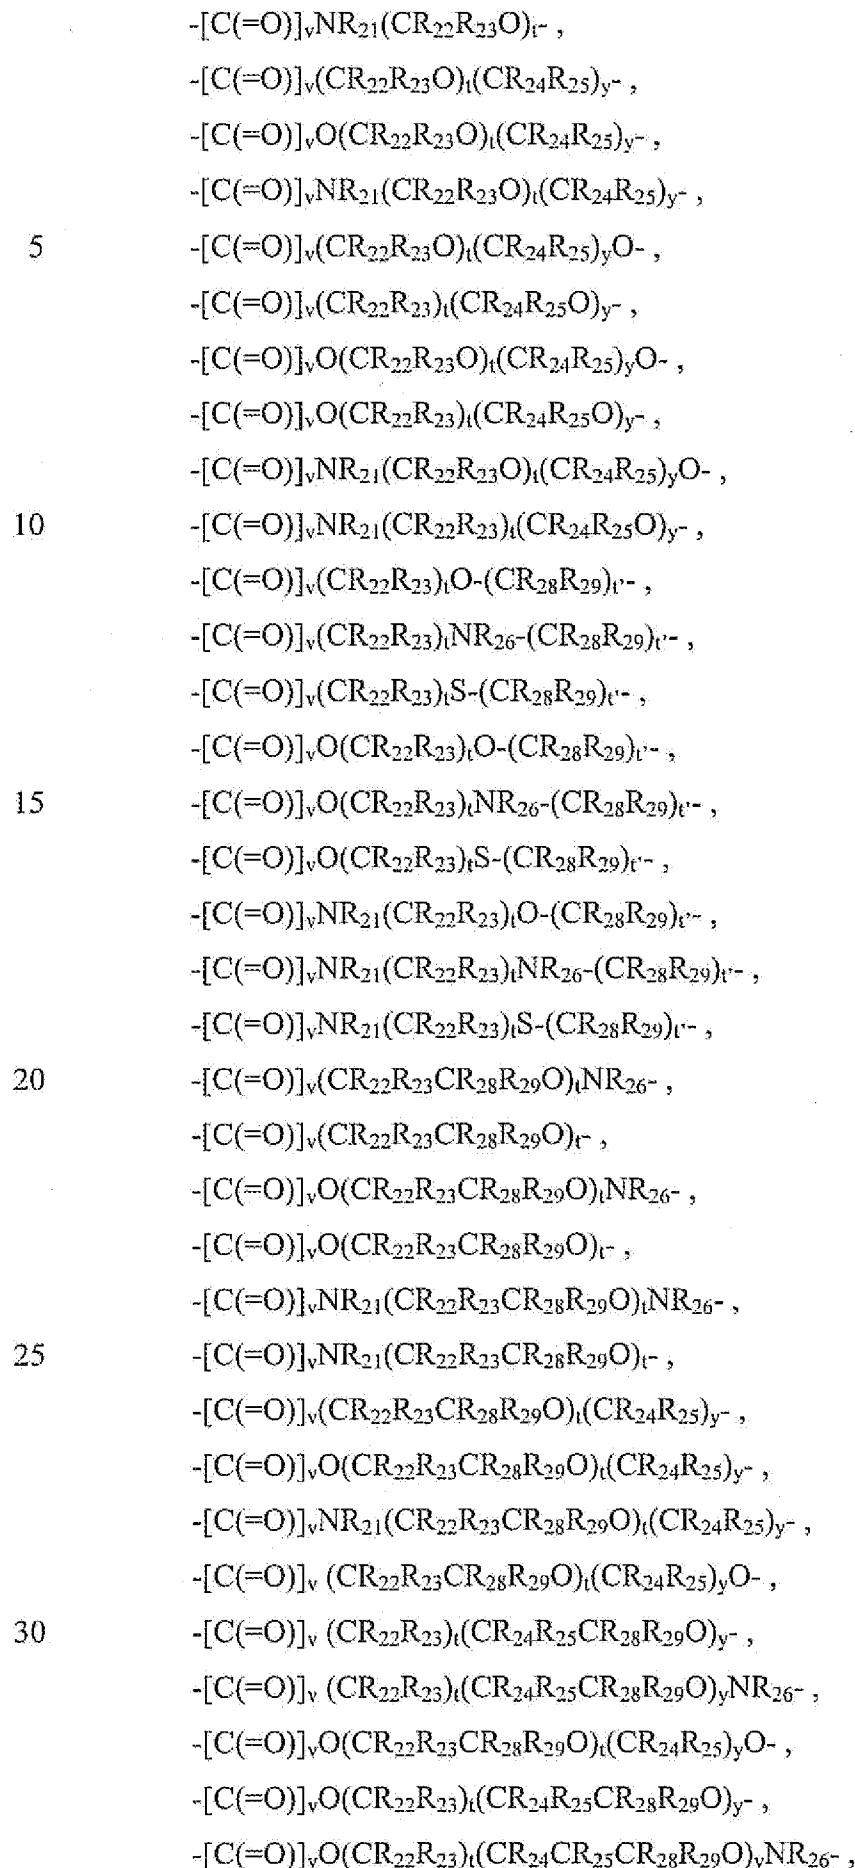 -[C(=O)]ᵥNR₂₁(CR₂₂R₂₃O)ₜ- ,
-[C(=O)]ᵥ(CR₂₂R₂₃O)ₜ(CR₂₄R₂₅)y- ,
-[C(=O)]ᵥO(CR₂₂R₂₃O)ₜ(CR₂₄R₂₅)y- ,
-[C(=O)]ᵥNR₂₁(CR₂₂R₂₃O)ₜ(CR₂₄R₂₅)y- ,
5 -[C(=O)]ᵥ(CR₂₂R₂₃O)ₜ(CR₂₄R₂₅)yO- ,
-[C(=O)]ᵥ(CR₂₂R₂₃)ₜ(CR₂₄R₂₅O)y- ,
-[C(=O)]ᵥO(CR₂₂R₂₃O)ₜ(CR₂₄R₂₅)yO- ,
-[C(=O)]ᵥO(CR₂₂R₂₃)ₜ(CR₂₄R₂₅O)y- ,
-[C(=O)]ᵥNR₂₁(CR₂₂R₂₃O)ₜ(CR₂₄R₂₅)yO- ,
10 -[C(=O)]ᵥNR₂₁(CR₂₂R₂₃)ₜ(CR₂₄R₂₅O)y- ,
-[C(=O)]ᵥ(CR₂₂R₂₃)ₜO-(CR₂₈R₂₉)ₜ'- ,
-[C(=O)]ᵥ(CR₂₂R₂₃)ₜNR₂₆-(CR₂₈R₂₉)ₜ'- ,
-[C(=O)]ᵥ(CR₂₂R₂₃)ₜS-(CR₂₈R₂₉)ₜ'- ,
-[C(=O)]ᵥO(CR₂₂R₂₃)ₜO-(CR₂₈R₂₉)ₜ'- ,
15 -[C(=O)]ᵥO(CR₂₂R₂₃)ₜNR₂₆-(CR₂₈R₂₉)ₜ'- ,
-[C(=O)]ᵥO(CR₂₂R₂₃)ₜS-(CR₂₈R₂₉)ₜ'- ,
-[C(=O)]ᵥNR₂₁(CR₂₂R₂₃)ₜO-(CR₂₈R₂₉)ₜ'- ,
-[C(=O)]ᵥNR₂₁(CR₂₂R₂₃)ₜNR₂₆-(CR₂₈R₂₉)ₜ'- ,
-[C(=O)]ᵥNR₂₁(CR₂₂R₂₃)ₜS-(CR₂₈R₂₉)ₜ'- ,
20 -[C(=O)]ᵥ(CR₂₂R₂₃CR₂₈R₂₉O)ₜNR₂₆- ,
-[C(=O)]ᵥ(CR₂₂R₂₃CR₂₈R₂₉O)ₜ- ,
-[C(=O)]ᵥO(CR₂₂R₂₃CR₂₈R₂₉O)ₜNR₂₆- ,
-[C(=O)]ᵥO(CR₂₂R₂₃CR₂₈R₂₉O)ₜ- ,
-[C(=O)]ᵥNR₂₁(CR₂₂R₂₃CR₂₈R₂₉O)ₜNR₂₆- ,
25 -[C(=O)]ᵥNR₂₁(CR₂₂R₂₃CR₂₈R₂₉O)ₜ- ,
-[C(=O)]ᵥ(CR₂₂R₂₃CR₂₈R₂₉O)ₜ(CR₂₄R₂₅)y- ,
-[C(=O)]ᵥO(CR₂₂R₂₃CR₂₈R₂₉O)ₜ(CR₂₄R₂₅)y- ,
-[C(=O)]ᵥNR₂₁(CR₂₂R₂₃CR₂₈R₂₉O)ₜ(CR₂₄R₂₅)y- ,
-[C(=O)]ᵥ (CR₂₂R₂₃CR₂₈R₂₉O)ₜ(CR₂₄R₂₅)yO- ,
30 -[C(=O)]ᵥ (CR₂₂R₂₃)ₜ(CR₂₄R₂₅CR₂₈R₂₉O)y- ,
-[C(=O)]ᵥ (CR₂₂R₂₃)ₜ(CR₂₄R₂₅CR₂₈R₂₉O)yNR₂₆- ,
-[C(=O)]ᵥO(CR₂₂R₂₃CR₂₈R₂₉O)ₜ(CR₂₄R₂₅)yO- ,
-[C(=O)]ᵥO(CR₂₂R₂₃)ₜ(CR₂₄R₂₅CR₂₈R₂₉O)y- ,
-[C(=O)]ᵥO(CR₂₂R₂₃)ₜ(CR₂₄CR₂₅CR₂₈R₂₉O)yNR₂₆- ,